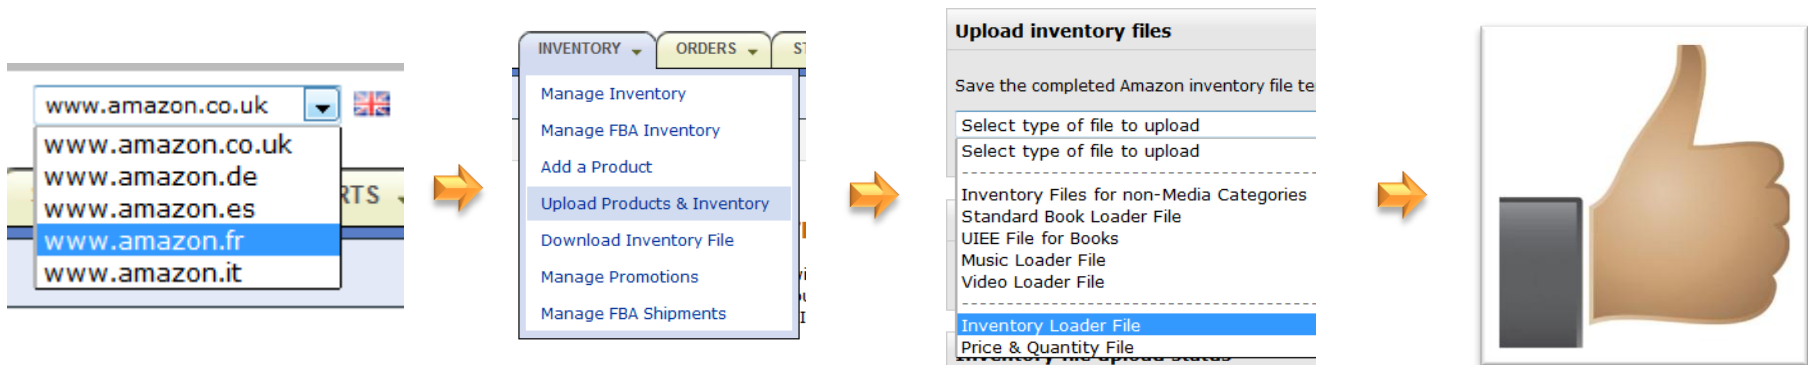 www.amazon.co.uk
www.amazon.co.uk
www.amazon.de
www.amazon.es
www.amazon.fr
www.amazon.it
RTS
INVENTORY
ORDERS
Manage Inventory
Manage FBA Inventory
Add a Product
Upload Products & Inventory
Download Inventory File
Manage Promotions
Manage FBA Shipments
Upload inventory files
Save the completed Amazon inventory file te
Select type of file to upload
Select type of file to upload
Inventory Files for non-Media Categories
Standard Book Loader File
UIEE File for Books
Music Loader File
Video Loader File
Inventory Loader File
Price & Quantity File